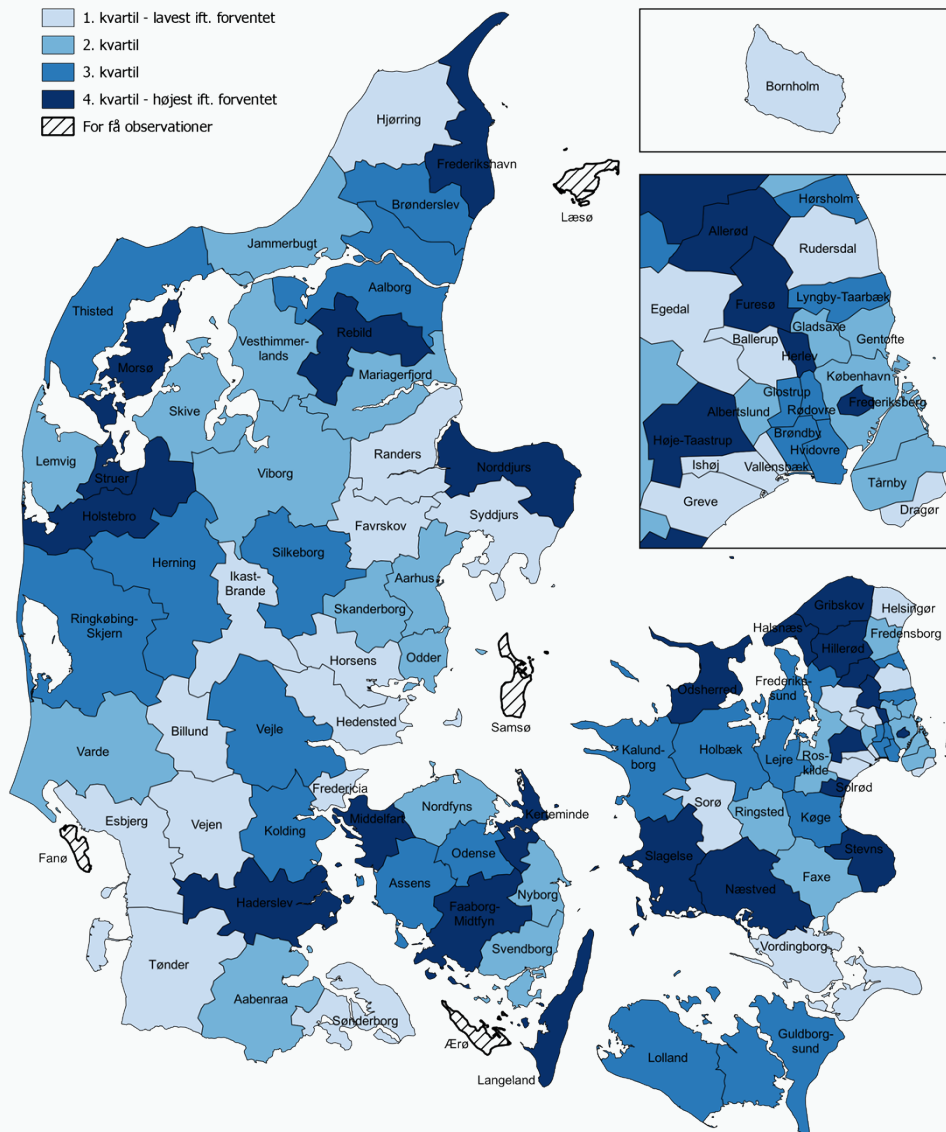 1. kvartil - lavest ift. forventet
2. kvartil
3. kvartil
4. kvartil - højest ift. forventet
For få observationer
Bornholm
Hjørring
Frederikshavn
Læsø
Brønderslev
Jammerbugt
Aalborg
Thisted
Vesthimmer-
lands
Rebild
Morsø
Mariagerfjord
Skive
Lemvig
Struer
Viborg
Randers
Norddjurs
Holstebro
Favrskov
Syddjurs
Herning
Silkeborg
Ikast-
Brande
Aarhus
Skanderborg
Ringkøbing-
Skjern
Odder
Horsens
Hedensted
Samsø
Billund
Vejle
Varde
Fredericia
Esbjerg
Vejen
Kolding
Fanø
Haderslev
Tønder
Aabenraa
Sønderborg
Middelfart
Nordfyns
Kerteminde
Odense
Assens
Nyborg
Faaborg-
Midtfyn
Svendborg
Ærø
Langeland
Hørsholm
Allerød
Rudersdal
Egedal
Furesø
Lyngby-Taarbæk
Gladsaxe
Gentofte
Ballerup
Herlev
København
Glostrup
Frederiksberg
Albertslund
Rødovre
Høje-Taastrup
Brøndby
Hvidovre
Ishøj
Vallensbæk
Greve
Tårnby
Dragør
Gribskov
Helsingør
Halsnæs
Fredensborg
Hillerød
Odsherred
Frederiks-
sund
Kalund-
borg
Holbæk
Lejre
Ros-
kilde
Solrød
Sorø
Ringsted
Køge
Stevns
Slagelse
Næstved
Faxe
Vordingborg
Lolland
Guldborg-
sund